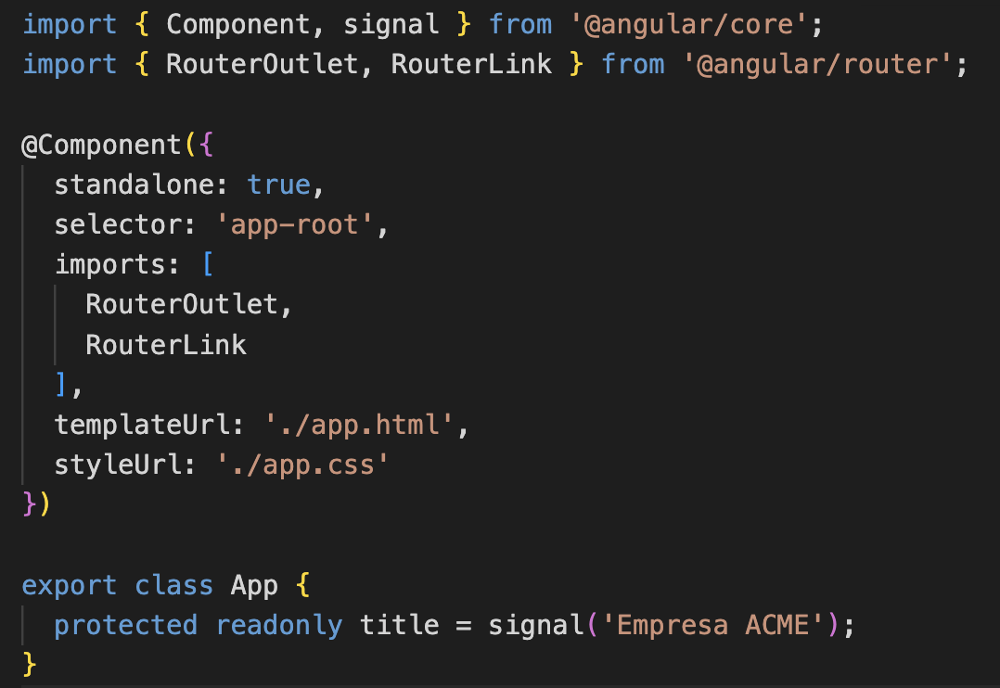 import { Component, signal } from '@angular/core';
import { RouterOutlet, RouterLink } from '@angular/router';

@Component({
  standalone: true,
  selector: 'app-root',
  imports: [
    RouterOutlet,
    RouterLink
  ],
  templateUrl: './app.html',
  styleUrl: './app.css'
})

export class App {
  protected readonly title = signal('Empresa ACME');
}